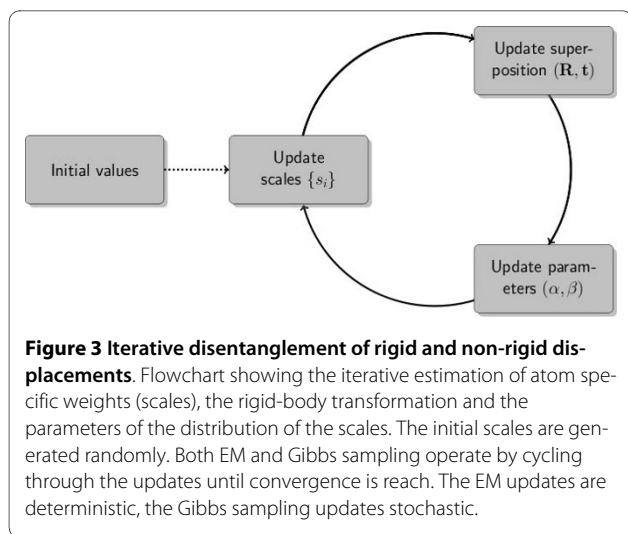 Update super-
position (R, t)
Initial values
Update
scales {s_i}
Update param-
eters (α, β)
Figure 3 Iterative disentanglement of rigid and non-rigid dis-
placements. Flowchart showing the iterative estimation of atom spe-
cific weights (scales), the rigid-body transformation and the
parameters of the distribution of the scales. The initial scales are gen-
erated randomly. Both EM and Gibbs sampling operate by cycling
through the updates until convergence is reach. The EM updates are
deterministic, the Gibbs sampling updates stochastic.